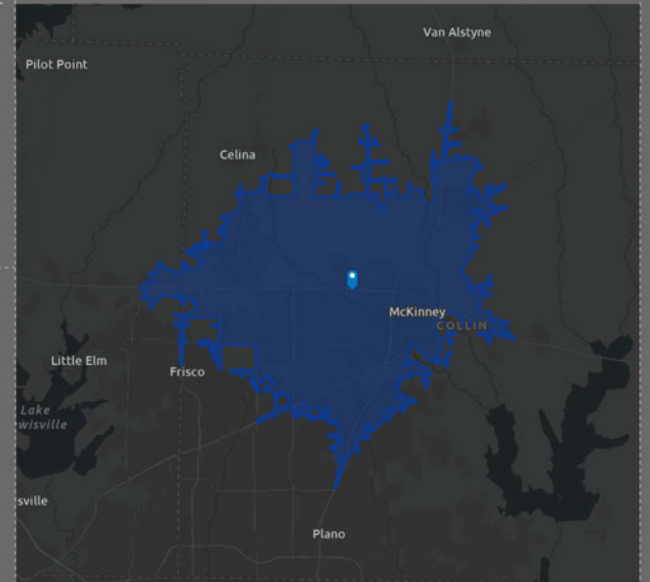 Van Alstyne
Pilot Point
Celina
McKinney
COLLIN
Little Elm
Frisco
Lake
wisville
sville
Plano